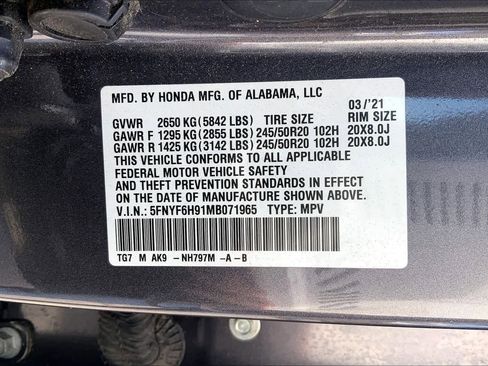 MFD. BY HONDA MFG. OF ALABAMA, LLC
03/'21
GVWR 2650 KG (5842 LBS) TIRE SIZE RIM SIZE
GAWR F 1295 KG (2855 LBS) 245/50R20 102H 20X8.0J
GAWR R 1425 KG (3142 LBS) 245/50R20 102H 20X8.0J
THIS VEHICLE CONFORMS TO ALL APPLICABLE
FEDERAL MOTOR VEHICLE SAFETY
AND THEFT PREVENTION STANDARDS IN EFFECT
ON THE DATE OF MANUFACTURE SHOWN ABOVE.
V.I.N.: 5FNYF6H91MB071965 TYPE: MPV
TG7 M AK9 -NH797M -A-B